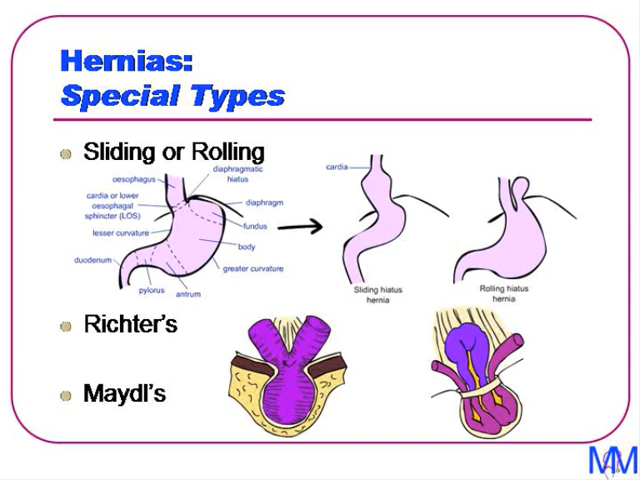 Hernias:
Special Types
Sliding or Rolling
oesophagus
diaphragmatic
hiatus
cardia or lower
oesophagaf
sphincter (LOS)
diaphragm
fundus
lesser curvature
body
duodenum
greater curvature
pylorus
antrum
cardia
Sliding hiatus
hernia
Rolling hiatus
hernia
Richter's
Maydl's
MM